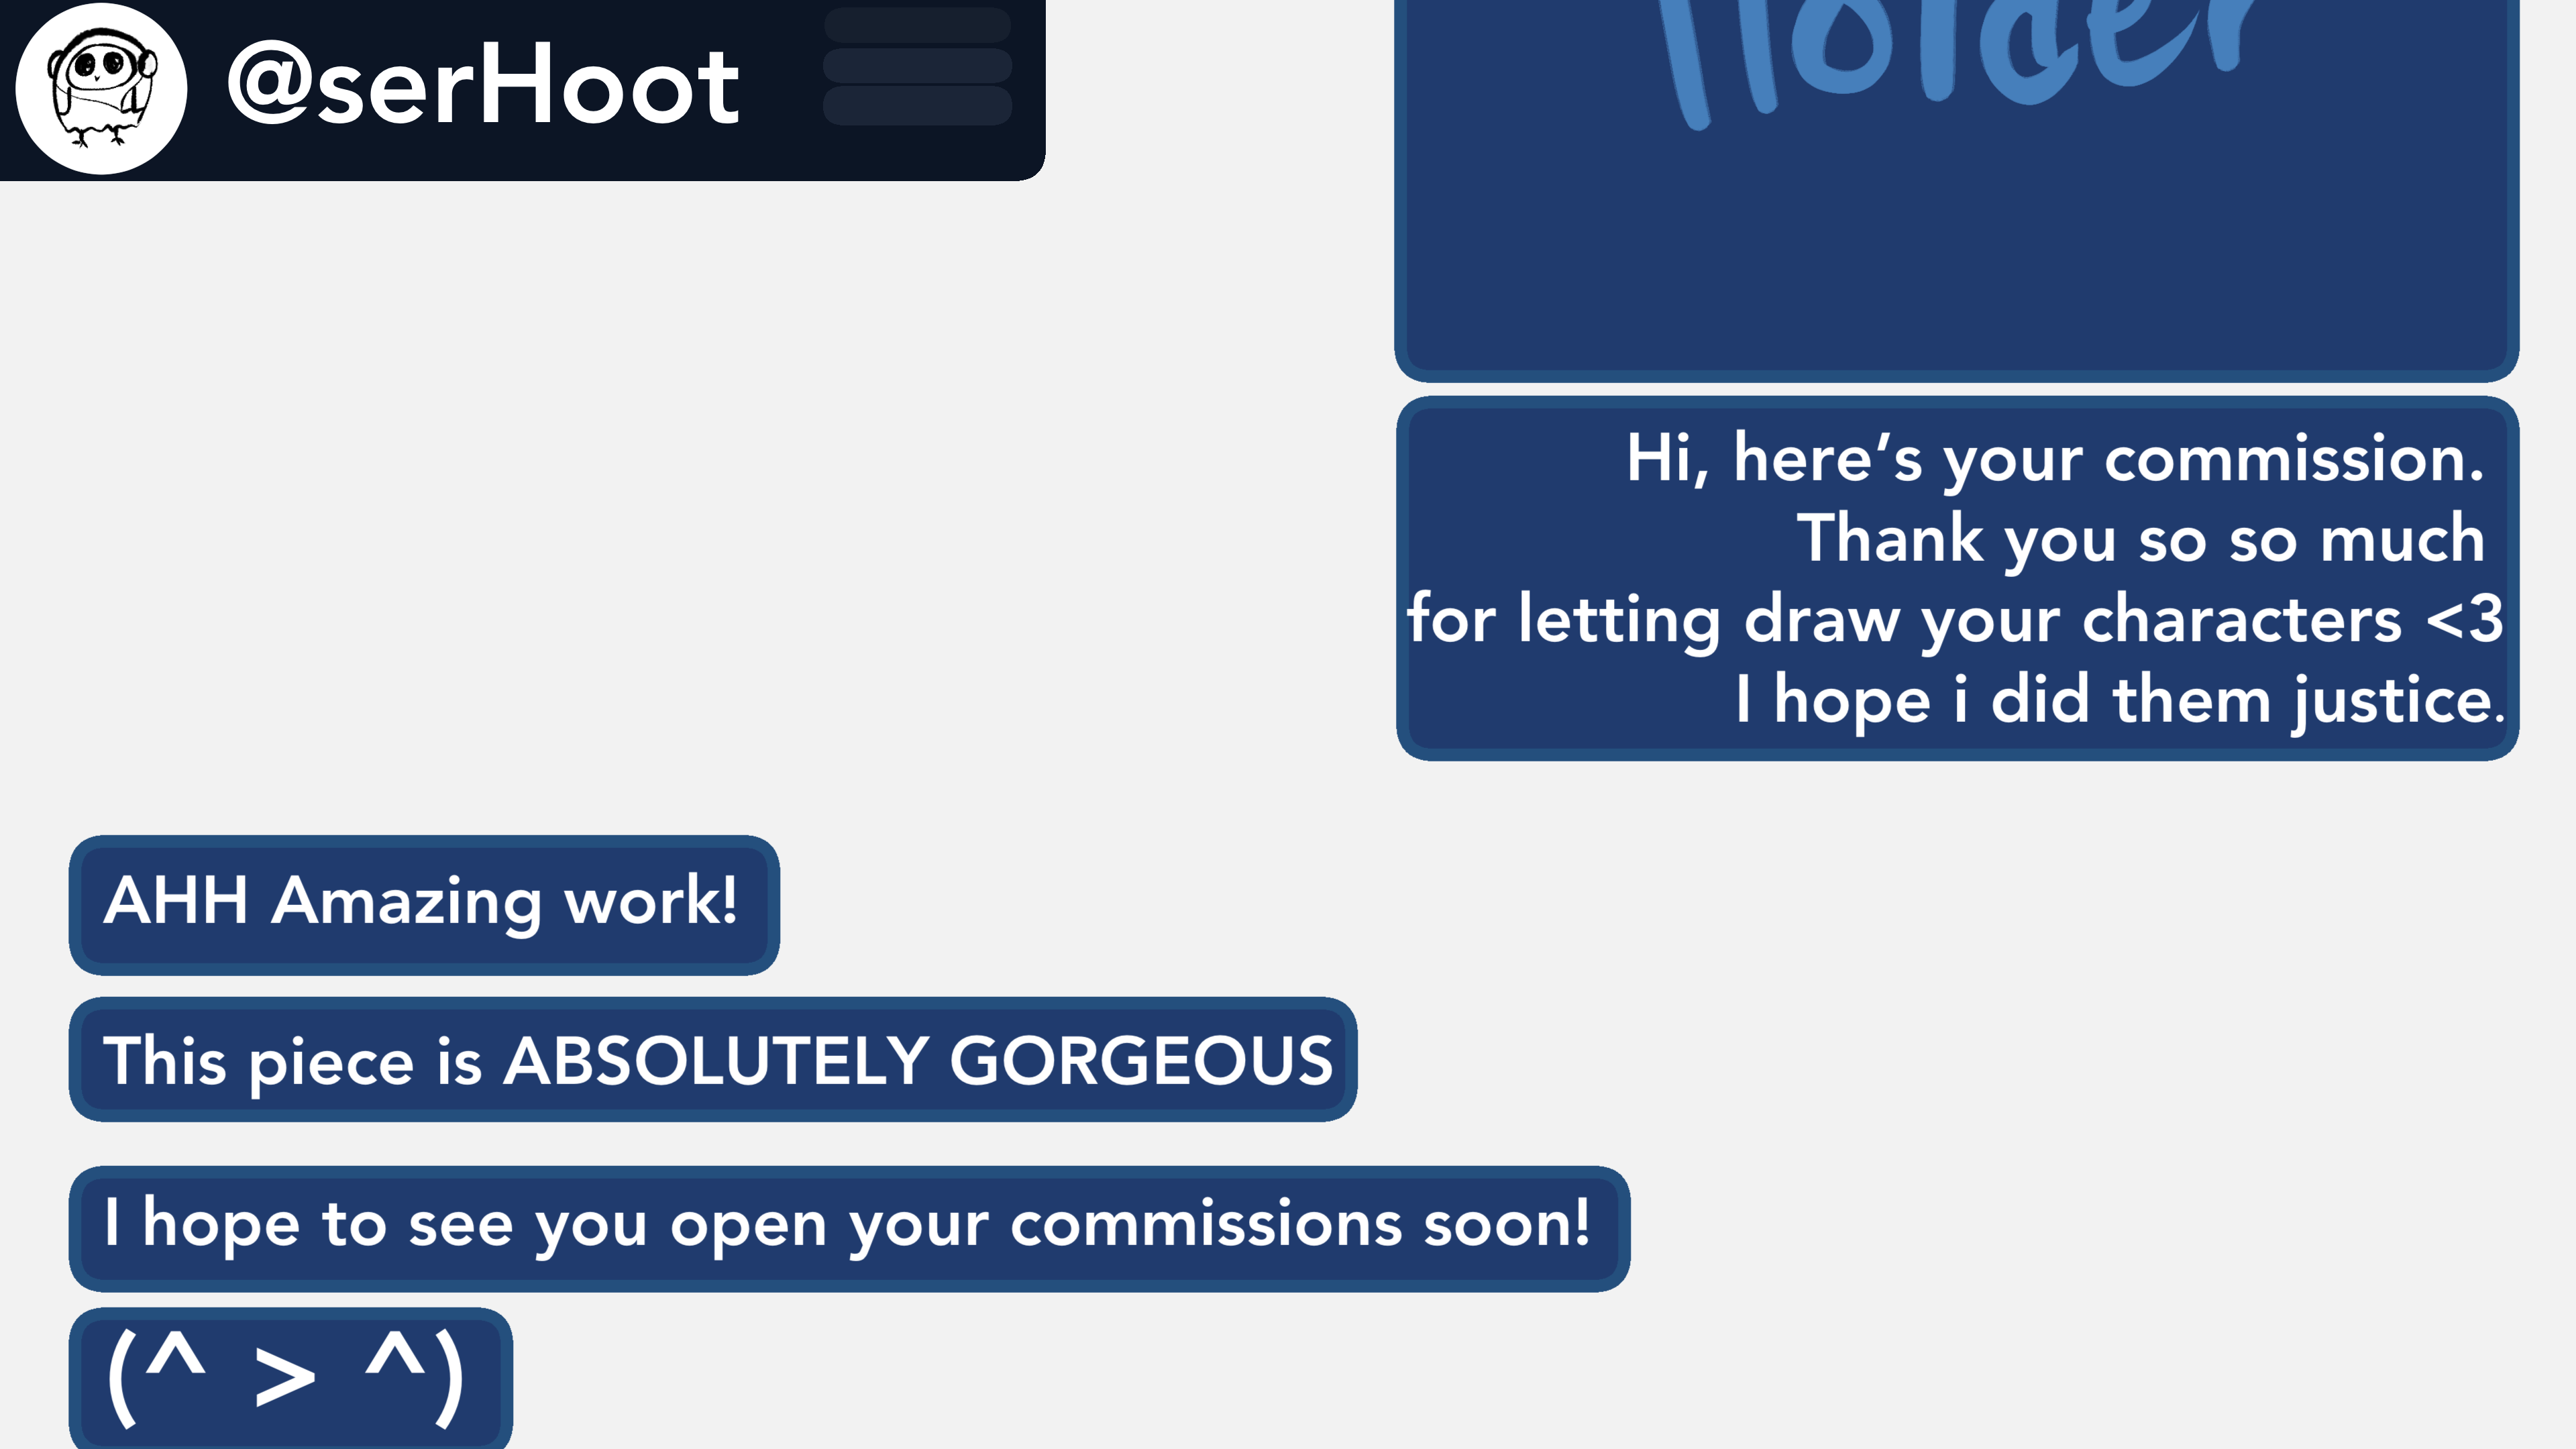 @serHoot
Holder
Hi, here’s your commission.
Thank you so so much
for letting draw your characters <3
I hope i did them justice.
AHH Amazing work!
This piece is ABSOLUTELY GORGEOUS
I hope to see you open your commissions soon!
(^ > ^)